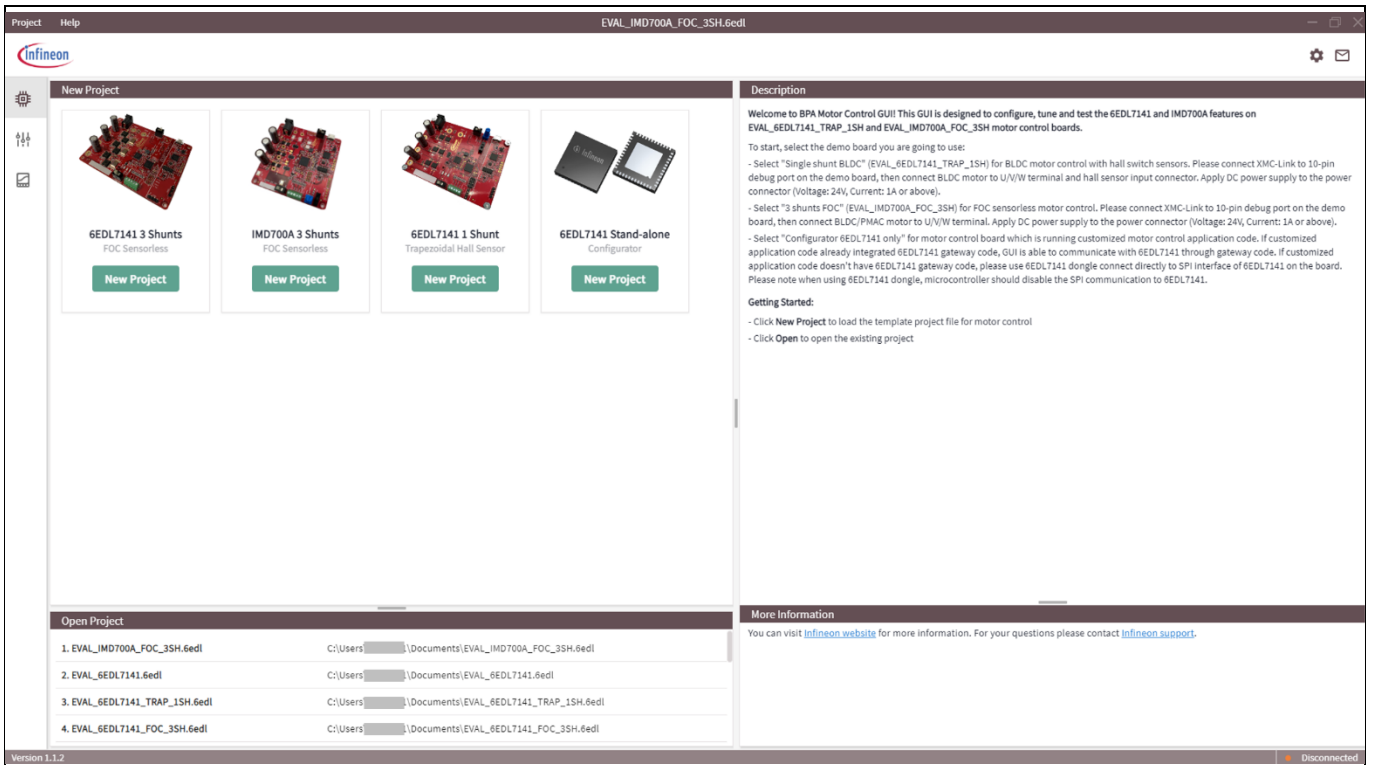 Project Help EVAL_IMD700A_FOC_3SH.6edl
infineon
New Project
6EDL7141 3 Shunts
FOC Sensorless
New Project
IMD700A 3 Shunts
FOC Sensorless
New Project
6EDL7141 1 Shunt
Trapezoidal Hall Sensor
New Project
infineon
6EDL7141 Stand-alone
Configurator
New Project
Description
Welcome to BPA Motor Control GUI! This GUI is designed to configure, tune and test the 6EDL7141 and IMD700A features on
EVAL_6EDL7141_TRAP_1SH and EVAL_IMD700A_FOC_3SH motor control boards.
To start, select the demo board you are going to use:
- Select "Single shunt BLDC" (EVAL_6EDL7141_TRAP_1SH) for BLDC motor control with hall switch sensors. Please connect XMC-Link to 10-pin
debug port on the demo board, then connect BLDC motor to U/V/W terminal and hall sensor input connector. Apply DC power supply to the power
connector (Voltage: 24V, Current: 1A or above).
- Select "3 shunts FOC" (EVAL_IMD700A_FOC_3SH) for FOC sensorless motor control. Please connect XMC-Link to 10-pin debug port on the demo
board, then connect BLDC/PMAC motor to U/V/W terminal. Apply DC power supply to the power connector (Voltage: 24V, Current: 1A or above).
- Select "Configurator 6EDL7141 only" for motor control board which is running customized motor control application code. If customized
application code already integrated 6EDL7141 gateway code, GUI is able to communicate with 6EDL7141 through gateway code. If customized
application code doesn't have 6EDL7141 gateway code, please use 6EDL7141 dongle connect directly to SPI interface of 6EDL7141 on the board.
Please note when using 6EDL7141 dongle, microcontroller should disable the SPI communication to 6EDL7141.
Getting Started:
- Click New Project to load the template project file for motor control
- Click Open to open the existing project
Open Project
1. EVAL_IMD700A_FOC_3SH.6edl C:\Users \Documents\EVAL_IMD700A_FOC_3SH.6edl
2. EVAL_6EDL7141.6edl C:\Users \Documents\EVAL_6EDL7141.6edl
3. EVAL_6EDL7141_TRAP_1SH.6edl C:\Users \Documents\EVAL_6EDL7141_TRAP_1SH.6edl
4. EVAL_6EDL7141_FOC_3SH.6edl C:\Users \Documents\EVAL_6EDL7141_FOC_3SH.6edl
More Information
You can visit Infineon website for more information. For your questions please contact Infineon support.
Version 1.1.2 Disconnected